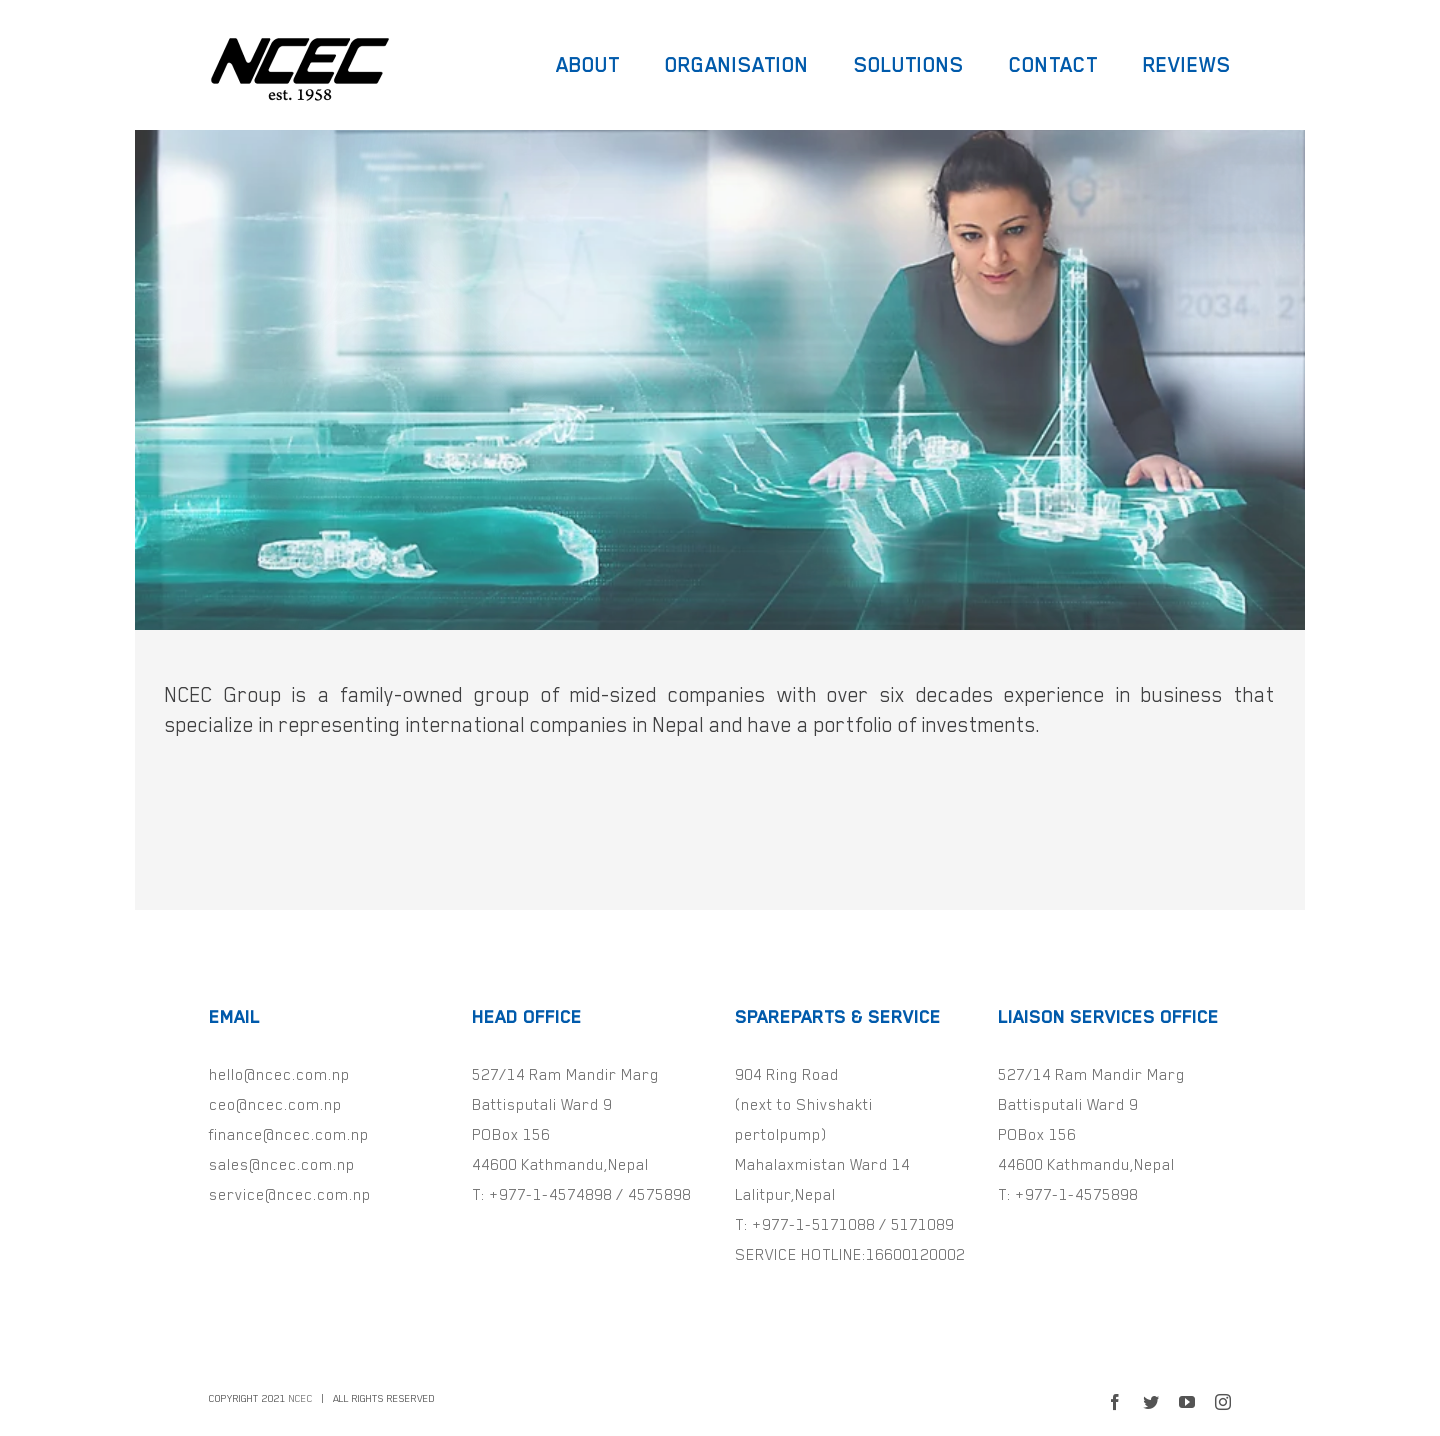 NCEC
est. 1958
ABOUT ORGANISATION SOLUTIONS CONTACT REVIEWS
2034
NCEC Group is a family-owned group of mid-sized companies with over six decades experience in business that
specialize in representing international companies in Nepal and have a portfolio of investments.
EMAIL
hello@ncec.com.np
ceo@ncec.com.np
finance@ncec.com.np
sales@ncec.com.np
service@ncec.com.np
HEAD OFFICE
527/14 Ram Mandir Marg
Battisputali Ward 9
POBox 156
44600 Kathmandu,Nepal
T: +977-1-4574898 / 4575898
SPAREPARTS & SERVICE
904 Ring Road
(next to Shivshakti
pertolpump)
Mahalaxmistan Ward 14
Lalitpur,Nepal
T: +977-1-5171088 / 5171089
SERVICE HOTLINE:16600120002
LIAISON SERVICES OFFICE
527/14 Ram Mandir Marg
Battisputali Ward 9
POBox 156
44600 Kathmandu,Nepal
T: +977-1-4575898
COPYRIGHT 2021 NCEC | ALL RIGHTS RESERVED